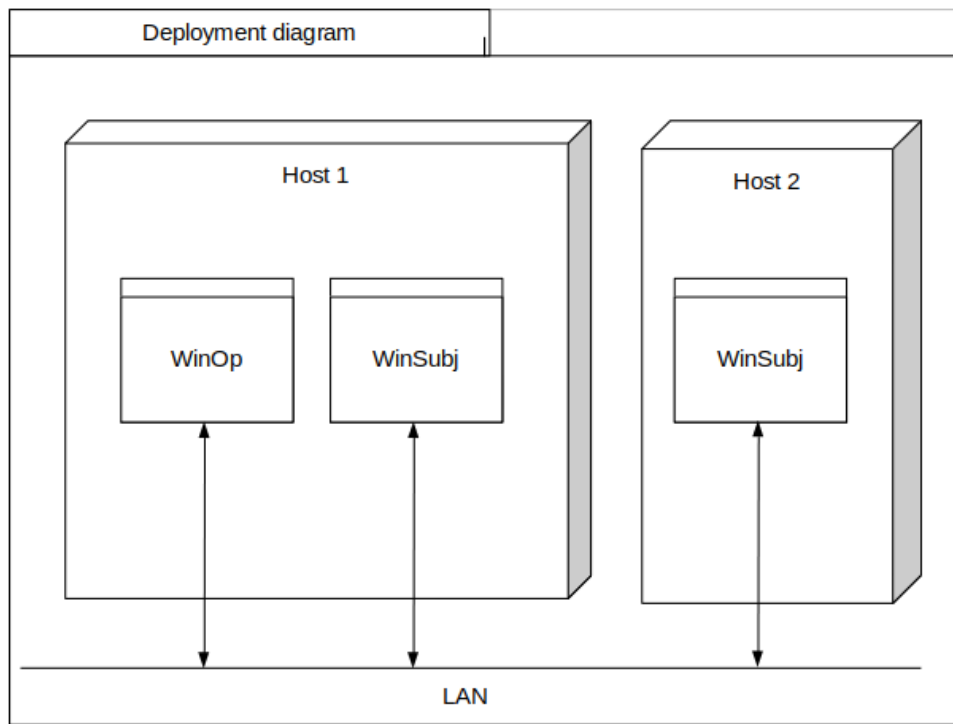 Deployment diagram
Host 1
Host 2
WinOp
WinSubj
WinSubj
LAN